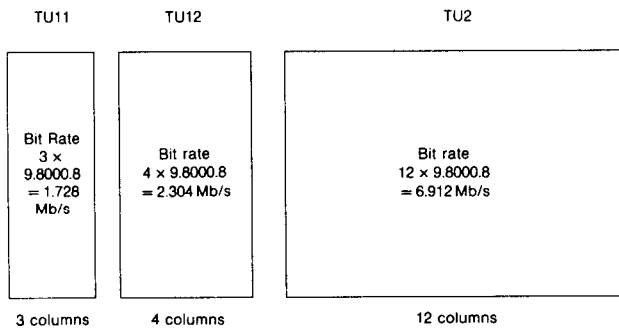 TU11
TU12
TU2
Bit Rate
3 ×
9.8000.8
= 1.728
Mb/s
Bit rate
4 × 9.8000.8
= 2.304 Mb/s
Bit rate
12 × 9.8000.8
= 6.912 Mb/s
3 columns
4 columns
12 columns